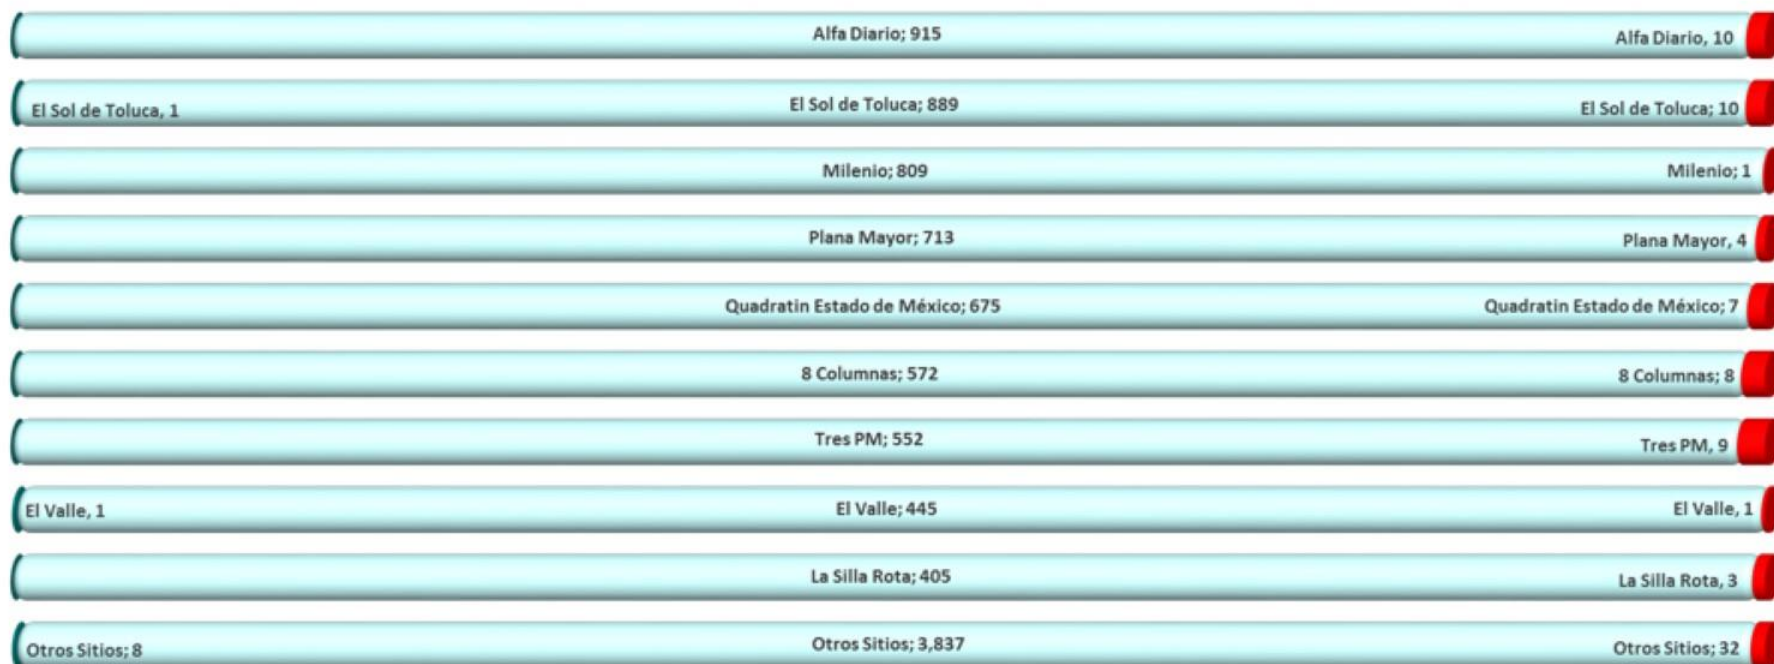 Alfa Diario; 915 Alfa Diario, 10
El Sol de Toluca, 1 El Sol de Toluca; 889 El Sol de Toluca; 10
Milenio; 809 Milenio; 1
Plana Mayor; 713 Plana Mayor, 4
Quadratin Estado de México; 675 Quadratin Estado de México; 7
8 Columnas; 572 8 Columnas; 8
Tres PM; 552 Tres PM, 9
El Valle, 1 El Valle; 445 El Valle, 1
La Silla Rota; 405 La Silla Rota, 3
Otros Sitios; 8 Otros Sitios; 3,837 Otros Sitios; 32